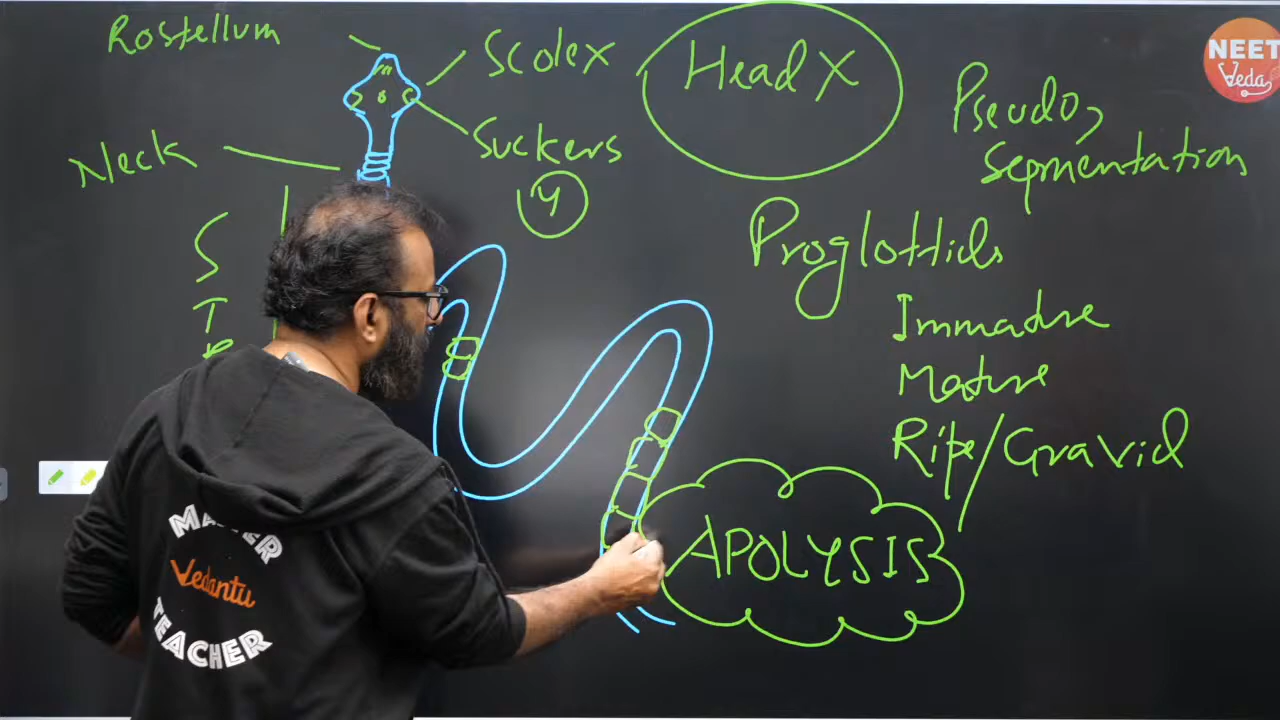 Rostellum
Scolex
Head X
NEET
Veda
Pseudo,
Segmentation
Suckers
4
Neck
S
T
R
Proglottids
Immature
Mature
Ripe/Gravid
APOLYSIS
MASTER
Vedantu
TEACHER